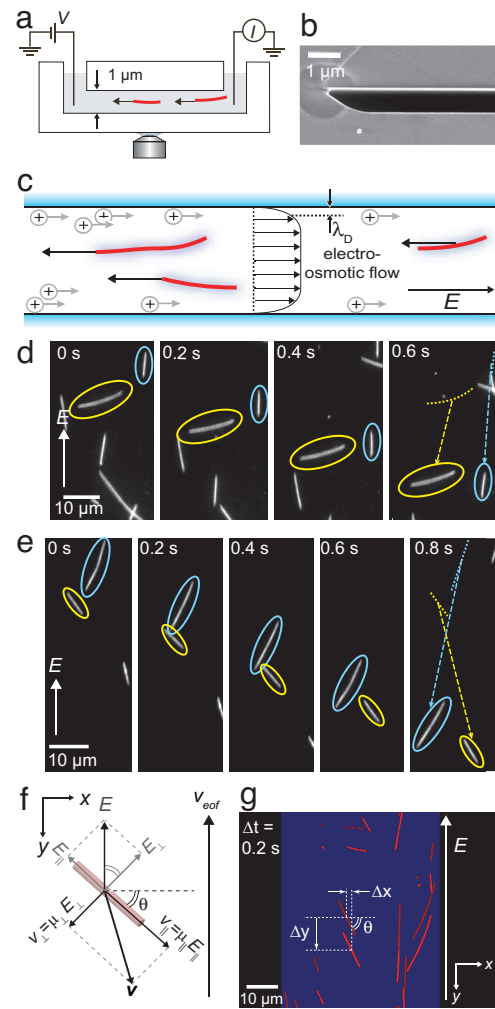 a
V
I
1 μm
b
1 μm
c
+ + + + + + + +
λD
electro-
osmotic flow
E
d
0 s
0.2 s
0.4 s
0.6 s
E
10 μm
e
0 s
0.2 s
0.4 s
0.6 s
0.8 s
E
10 μm
f
x
y
E
E∥
E⊥
θ
v⊥=μ⊥E⊥
v∥=μ∥E∥
v
veof
g
Δt =
0.2 s
E
Δx
Δy
θ
10 μm
x
y